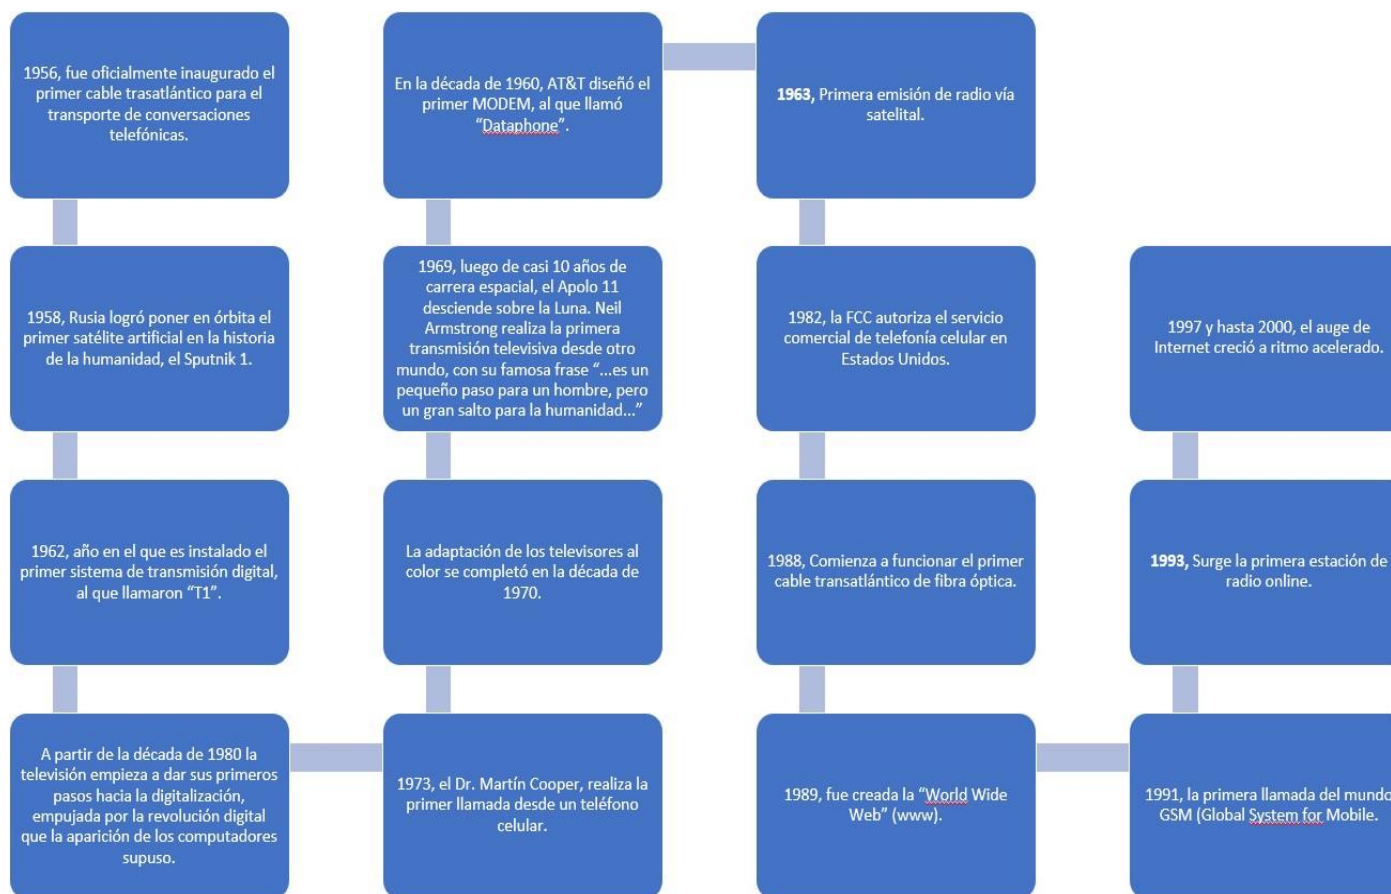 1956, fue oficialmente inaugurado el
primer cable trasatlántico para el
transporte de conversaciones
telefónicas.
1958, Rusia logró poner en órbita el
primer satélite artificial en la historia
de la humanidad, el Sputnik 1.
1962, año en el que es instalado el
primer sistema de transmisión digital,
al que llamaron “T1”.
A partir de la década de 1980 la
televisión empieza a dar sus primeros
pasos hacia la digitalización,
empujada por la revolución digital
que la aparición de los computadores
supuso.
1973, el Dr. Martín Cooper, realiza la
primer llamada desde un teléfono
celular.
La adaptación de los televisores al
color se completó en la década de
1970.
1969, luego de casi 10 años de
carrera espacial, el Apolo 11
desciende sobre la Luna. Neil
Armstrong realiza la primera
transmisión televisiva desde otro
mundo, con su famosa frase “...es un
pequeño paso para un hombre, pero
un gran salto para la humanidad...”
En la década de 1960, AT&T diseñó el
primer MODEM, al que llamó
“Dataphone”.
1963, Primera emisión de radio vía
satelital.
1982, la FCC autoriza el servicio
comercial de telefonía celular en
Estados Unidos.
1988, Comienza a funcionar el primer
cable transatlántico de fibra óptica.
1989, fue creada la “World Wide
Web” (www).
1991, la primera llamada del mundo
GSM (Global System for Mobile.
1993, Surge la primera estación de
radio online.
1997 y hasta 2000, el auge de
Internet creció a ritmo acelerado.